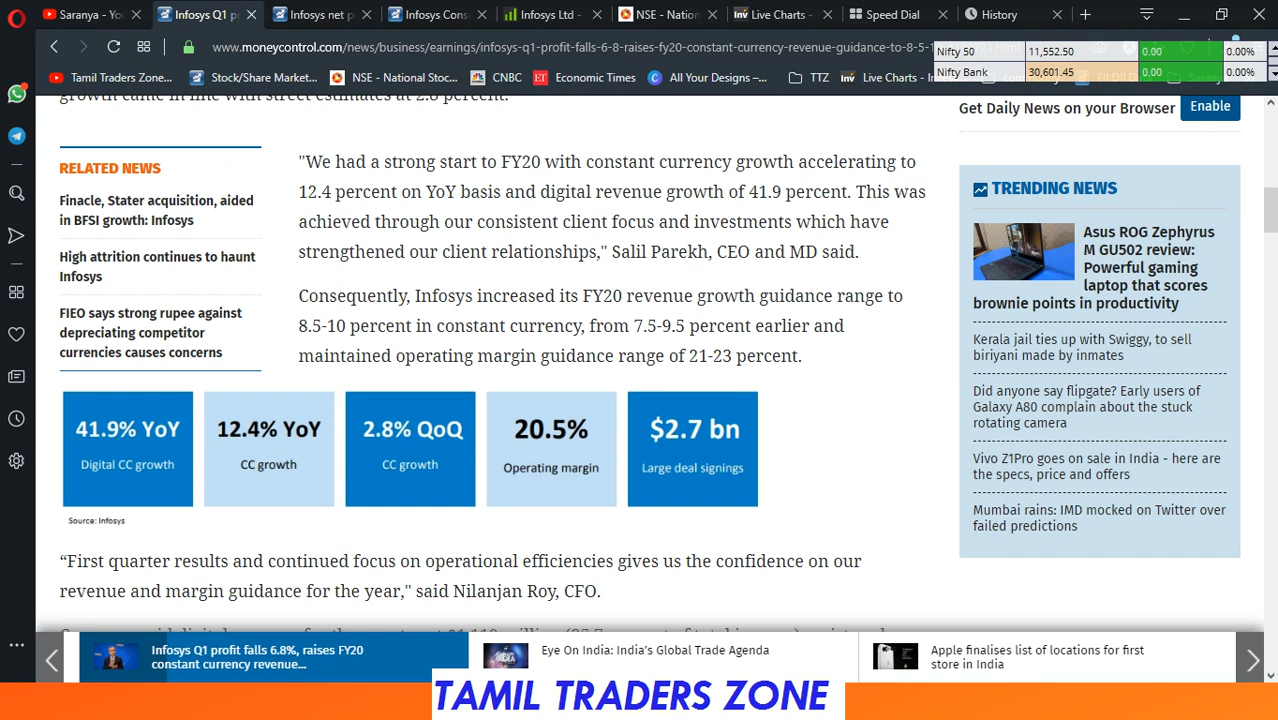 Saranya - YouTube
Infosys Q1 p
Infosys net p
Infosys Cons
Infosys Ltd -
NSE - Nation
Live Charts -
Speed Dial
History
www.moneycontrol.com/news/business/earnings/infosys-q1-profit-falls-6-8-raises-fy20-constant-currency-revenue-guidance-to-8-5-1
Nifty 50 11,552.50 0.00 0.00%
Nifty Bank 30,601.45 0.00 0.00%
Tamil Traders Zone...
Stock/Share Market...
NSE - National Stoc...
CNBC
Economic Times
All Your Designs –...
TTZ
Live Charts - In
growth came in line with street estimates at 2.8 percent.
RELATED NEWS
Finacle, Stater acquisition, aided
in BFSI growth: Infosys
High attrition continues to haunt
Infosys
FIEO says strong rupee against
depreciating competitor
currencies causes concerns
"We had a strong start to FY20 with constant currency growth accelerating to
12.4 percent on YoY basis and digital revenue growth of 41.9 percent. This was
achieved through our consistent client focus and investments which have
strengthened our client relationships," Salil Parekh, CEO and MD said.
Consequently, Infosys increased its FY20 revenue growth guidance range to
8.5-10 percent in constant currency, from 7.5-9.5 percent earlier and
maintained operating margin guidance range of 21-23 percent.
41.9% YoY
Digital CC growth
12.4% YoY
CC growth
2.8% QoQ
CC growth
20.5%
Operating margin
$2.7 bn
Large deal signings
Source: Infosys
“First quarter results and continued focus on operational efficiencies gives us the confidence on our
revenue and margin guidance for the year," said Nilanjan Roy, CFO.
Get Daily News on your Browser Enable
TRENDING NEWS
Asus ROG Zephyrus
M GU502 review:
Powerful gaming
laptop that scores
brownie points in productivity
Kerala jail ties up with Swiggy, to sell
biriyani made by inmates
Did anyone say flipgate? Early users of
Galaxy A80 complain about the stuck
rotating camera
Vivo Z1Pro goes on sale in India - here are
the specs, price and offers
Mumbai rains: IMD mocked on Twitter over
failed predictions
Infosys Q1 profit falls 6.8%, raises FY20
constant currency revenue...
Eye On India: India's Global Trade Agenda
Apple finalises list of locations for first
store in India
TAMIL TRADERS ZONE